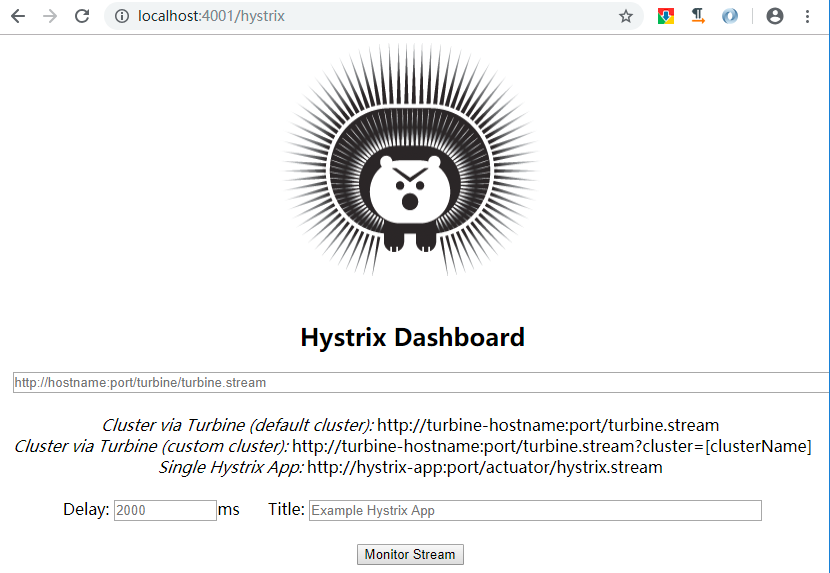 localhost:4001/hystrix
Hystrix Dashboard
http://hostname:port/turbine/turbine.stream
Cluster via Turbine (default cluster): http://turbine-hostname:port/turbine.stream
Cluster via Turbine (custom cluster): http://turbine-hostname:port/turbine.stream?cluster=[clusterName]
Single Hystrix App: http://hystrix-app:port/actuator/hystrix.stream
Delay: 2000 ms Title: Example Hystrix App
Monitor Stream